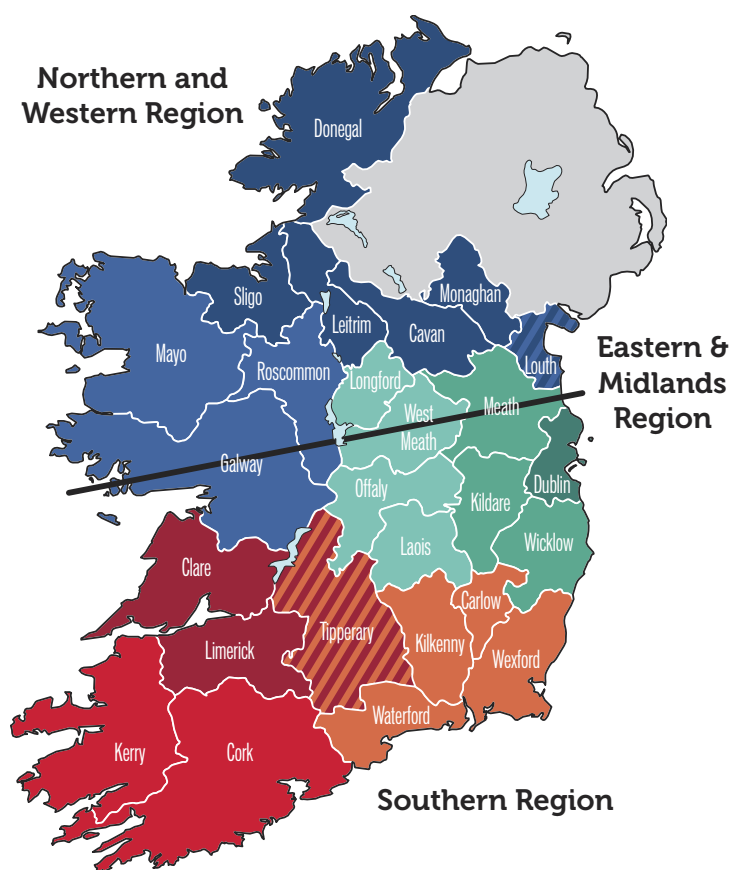 Northern and
Western Region
Donegal
Sligo
Monaghan
Leitrim
Cavan
Mayo
Roscommon
Louth
Eastern &
Midlands
Region
Longford
West
Meath
Meath
Galway
Offaly
Kildare
Dublin
Laois
Wicklow
Clare
Carlow
Tipperary
Kilkenny
Limerick
Wexford
Waterford
Kerry
Cork
Southern Region